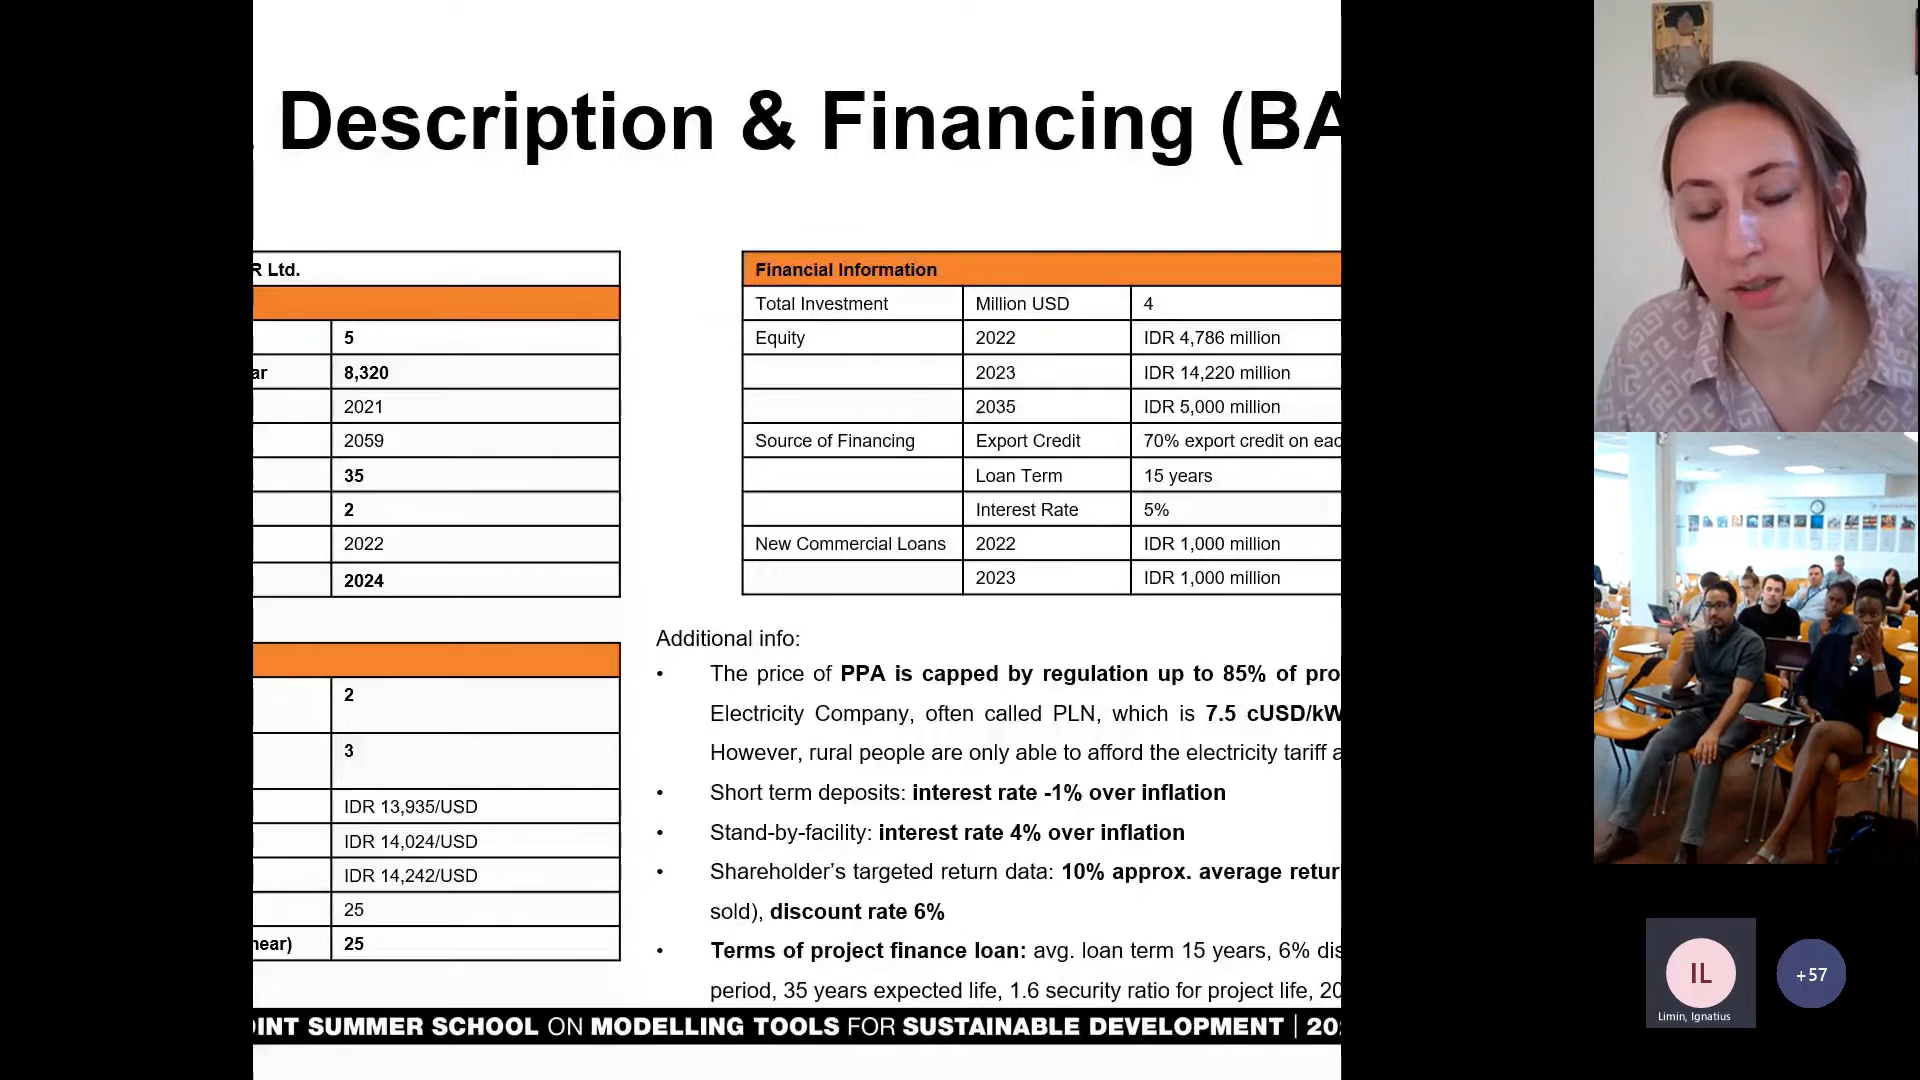 Description & Financing (BA
R Ltd.
5
ar 8,320
2021
2059
35
2
2022
2024
2
3
IDR 13,935/USD
IDR 14,024/USD
IDR 14,242/USD
25
near) 25
Financial Information
Total Investment Million USD 4
Equity 2022 IDR 4,786 million
2023 IDR 14,220 million
2035 IDR 5,000 million
Source of Financing Export Credit 70% export credit on eac
Loan Term 15 years
Interest Rate 5%
New Commercial Loans 2022 IDR 1,000 million
2023 IDR 1,000 million
Additional info:
• The price of PPA is capped by regulation up to 85% of pro
Electricity Company, often called PLN, which is 7.5 cUSD/kW
However, rural people are only able to afford the electricity tariff a
• Short term deposits: interest rate -1% over inflation
• Stand-by-facility: interest rate 4% over inflation
• Shareholder’s targeted return data: 10% approx. average retur
sold), discount rate 6%
• Terms of project finance loan: avg. loan term 15 years, 6% dis
period, 35 years expected life, 1.6 security ratio for project life, 20
OINT SUMMER SCHOOL ON MODELLING TOOLS FOR SUSTAINABLE DEVELOPMENT | 202
IL
Limin, Ignatius
+57